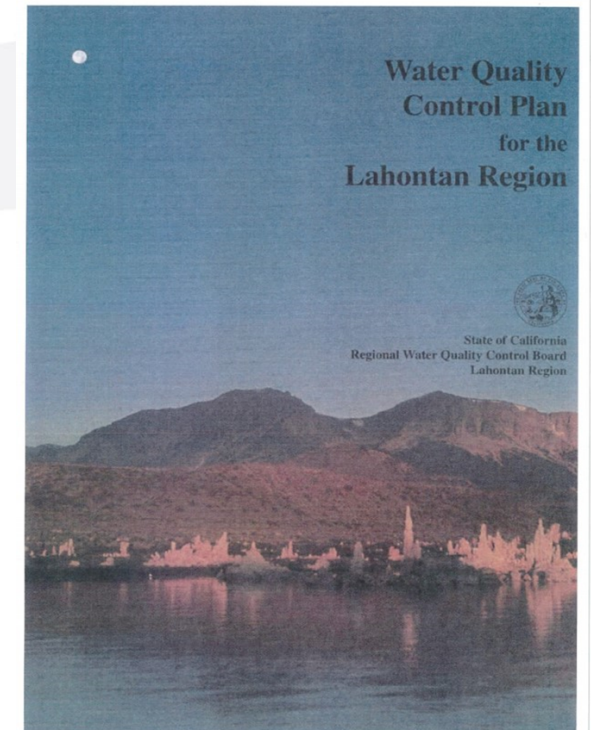 Water Quality
Control Plan
for the
Lahontan Region
State of California
Regional Water Quality Control Board
Lahontan Region